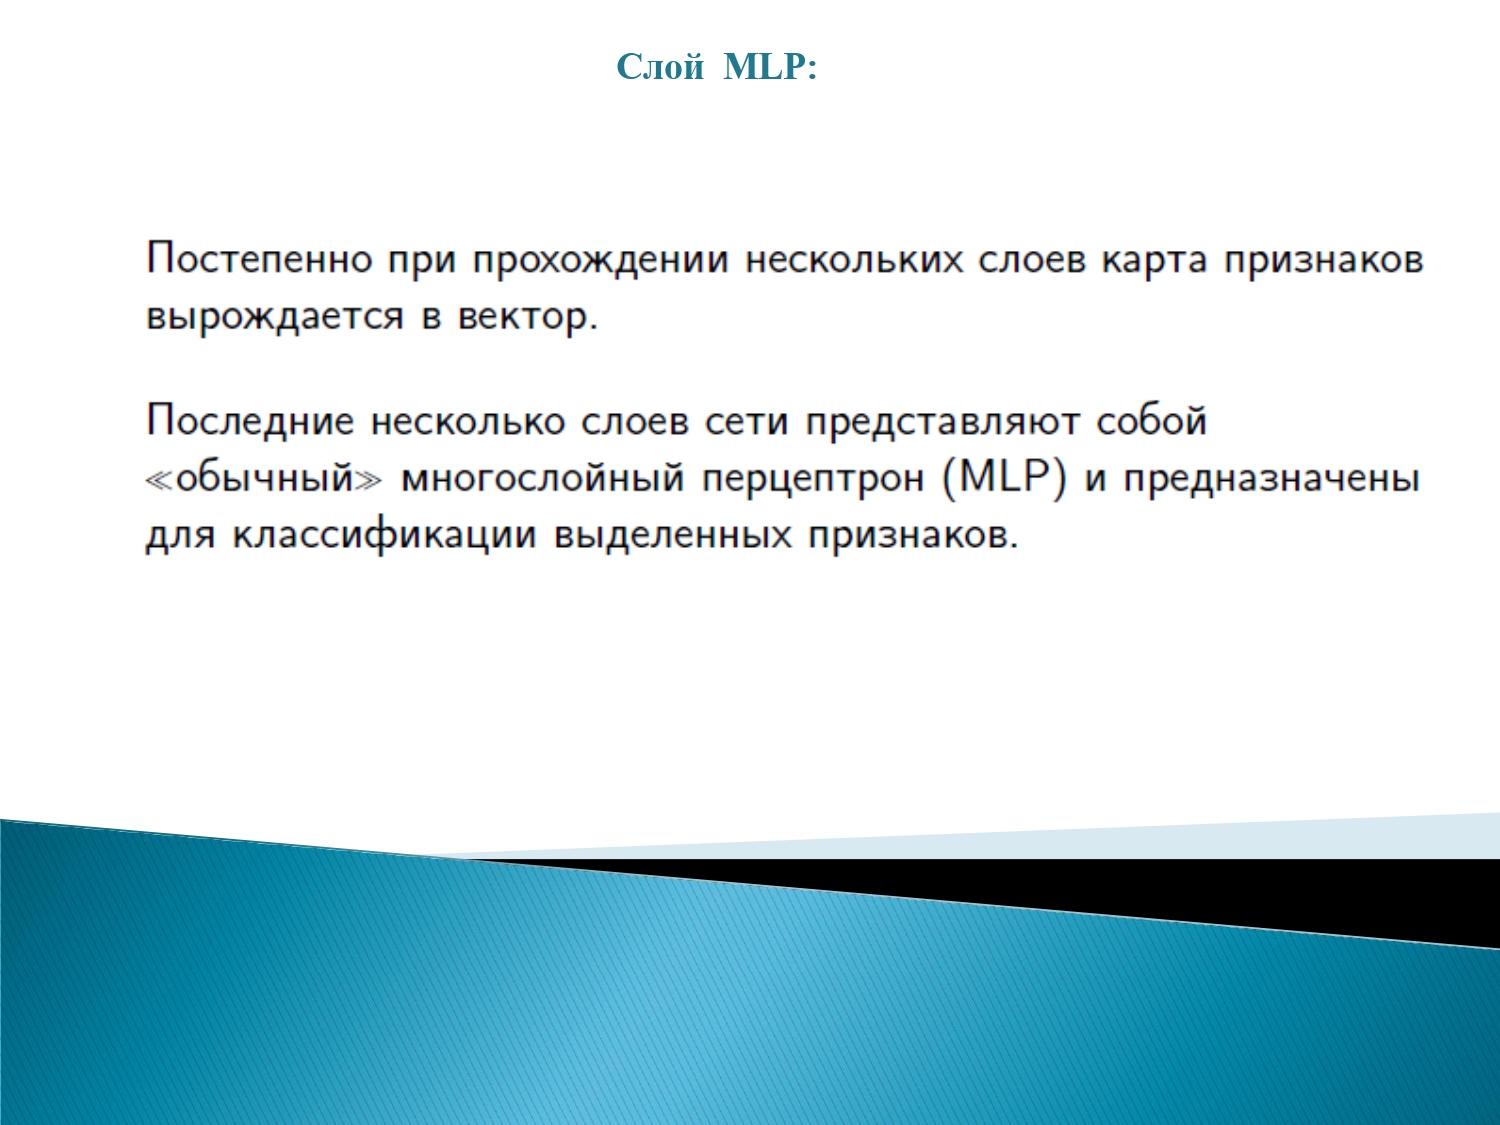 Слой MLP:
Постепенно при прохождении нескольких слоев карта признаков
вырождается в вектор.
Последние несколько слоев сети представляют собой
≪обычный≫ многослойный перцептрон (MLP) и предназначены
для классификации выделенных признаков.